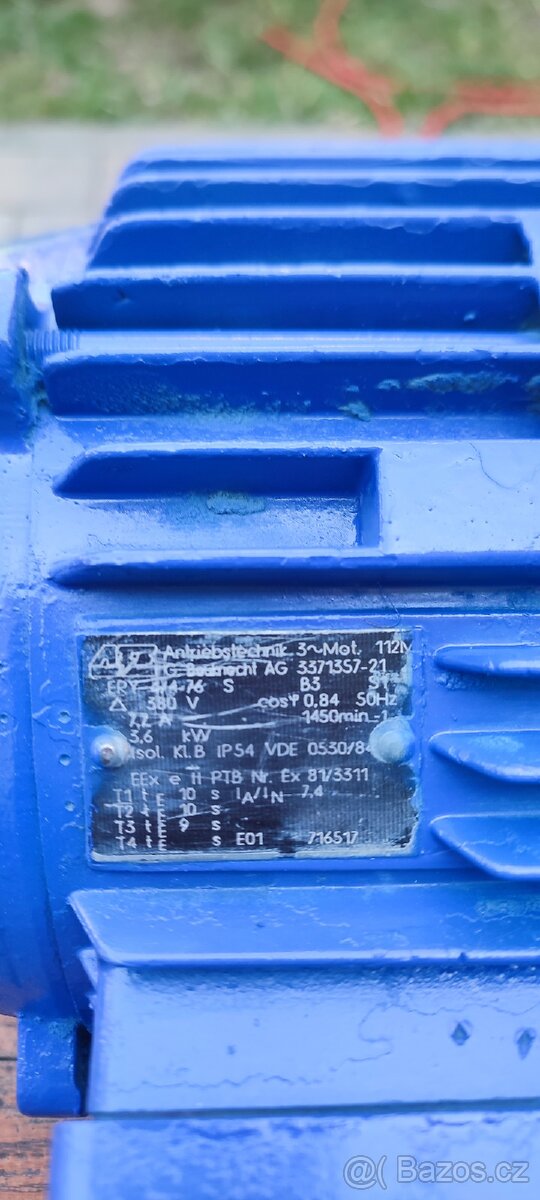 Antriebstechnik 3~Mot. 112M
G. Bauknecht AG 3371357-21
S B3
Δ 380 V cosφ 0.84 50Hz
7,2 A 1450min-1
3,6 kW
Isol. Kl.B IP54 VDE 0530/84
EEx e II PTB Nr. Ex 81/3311
T1 tE 10 s IA/IN 7,4
T2 tE 10 s
T3 tE 9 s
T4 tE s E01 716517
@( Bazos.cz